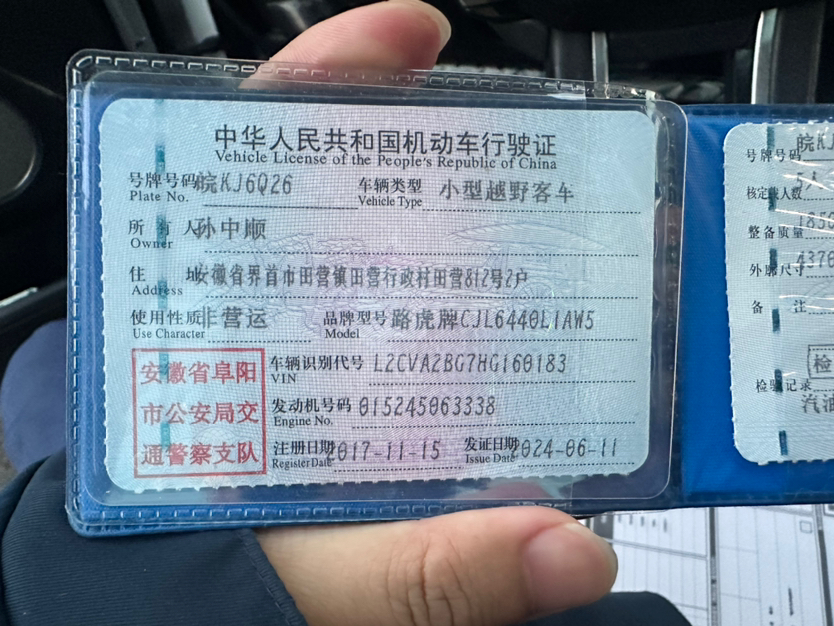 中华人民共和国机动车行驶证
Vehicle License of the People's Republic of China
号牌号码 皖KJ6Q26 车辆类型 小型越野客车
Plate No. Vehicle Type
所有人 孙中顺
Owner
住址 安徽省界首市田营镇田营行政村田营812号2户
Address
使用性质 非营运 品牌型号 路虎牌CJL6440L1AW5
Use Character Model
车辆识别代号 L2CVA2BG7HG160183
VIN
发动机号码 015245063338
Engine No.
注册日期 2017-11-15 发证日期 2024-06-11
Register Date Issue Date
安徽省阜阳
市公安局交
通警察支队
号牌号码 皖KJ
核定载人数 5人
整备质量 1850
外廓尺寸 4376
备注
检
检验记录
汽油